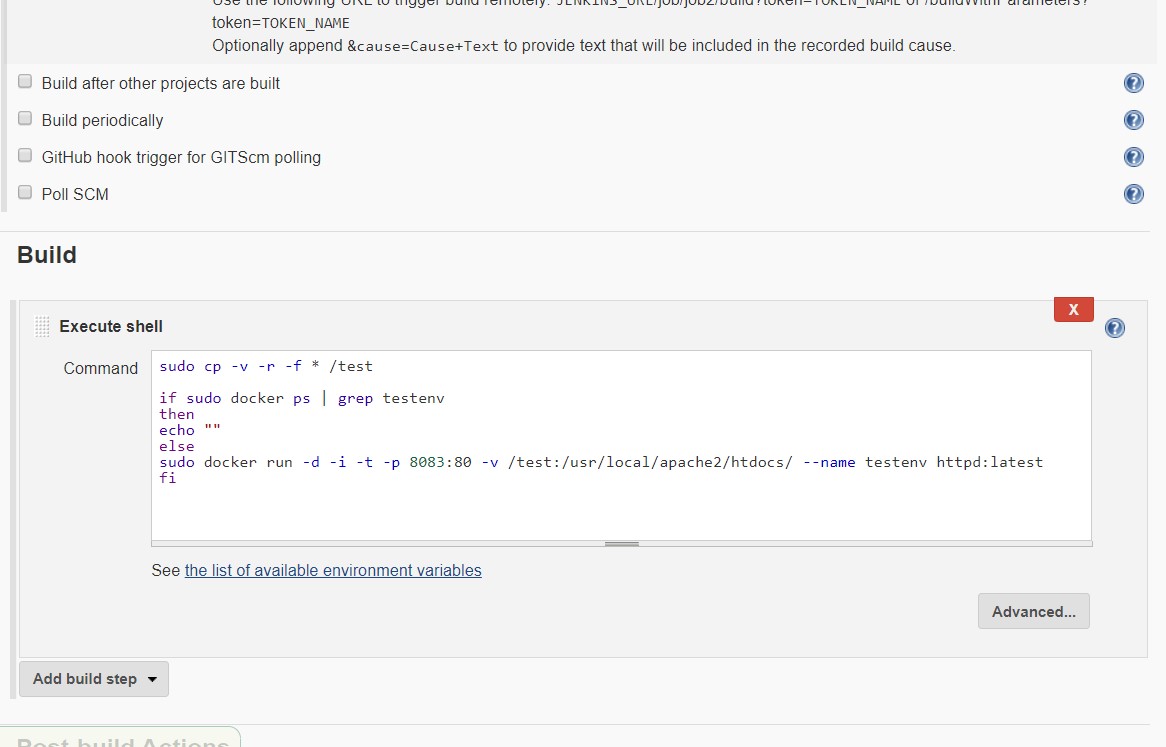 Use the following URL to trigger build remotely: JENKINS_URL/job/job2/build?token=TOKEN_NAME or /buildWithParameters?
token=TOKEN_NAME
Optionally append &cause=Cause+Text to provide text that will be included in the recorded build cause.
Build after other projects are built
?
Build periodically
?
GitHub hook trigger for GITScm polling
?
Poll SCM
?
Build
X
Execute shell
?
Command
sudo cp -v -r -f * /test
if sudo docker ps | grep testenv
then
echo ""
else
sudo docker run -d -i -t -p 8083:80 -v /test:/usr/local/apache2/htdocs/ --name testenv httpd:latest
fi
See the list of available environment variables
Advanced...
Add build step
Post-build Actions